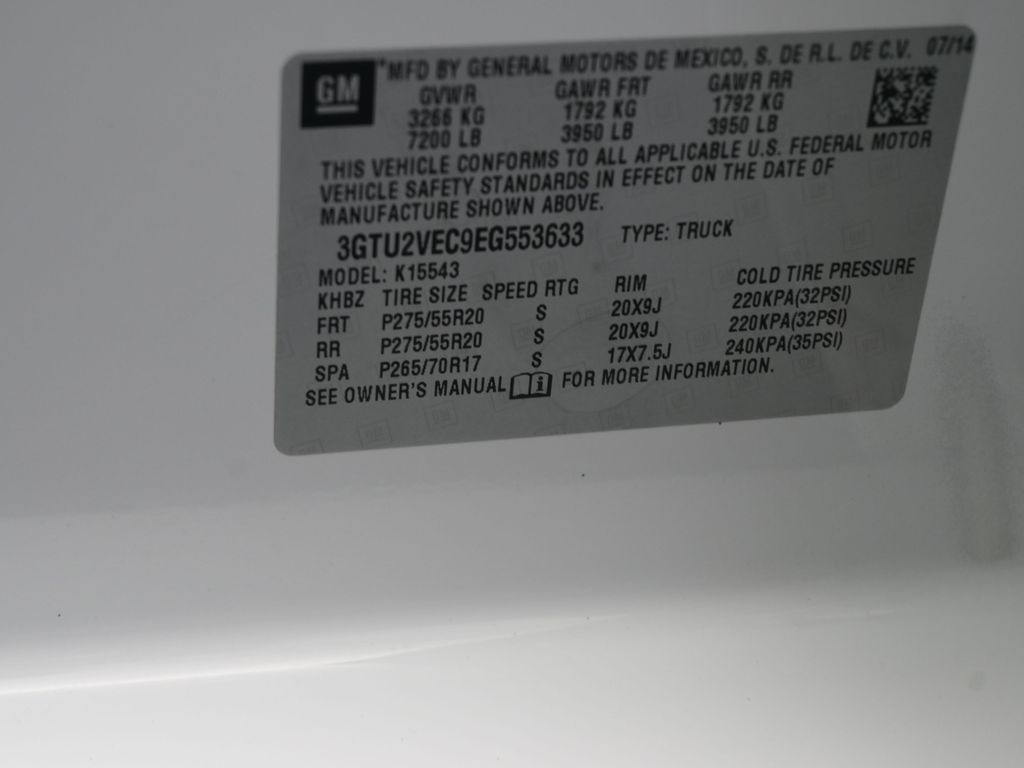 GM *MFD BY GENERAL MOTORS DE MEXICO, S. DE R.L. DE C.V. 07/14
GVWR GAWR FRT GAWR RR
3266 KG 1792 KG 1792 KG
7200 LB 3950 LB 3950 LB
THIS VEHICLE CONFORMS TO ALL APPLICABLE U.S. FEDERAL MOTOR
VEHICLE SAFETY STANDARDS IN EFFECT ON THE DATE OF
MANUFACTURE SHOWN ABOVE.
3GTU2VEC9EG553633 TYPE: TRUCK
MODEL: K15543
KHBZ TIRE SIZE SPEED RTG RIM COLD TIRE PRESSURE
FRT P275/55R20 S 20X9J 220KPA(32PSI)
RR P275/55R20 S 20X9J 220KPA(32PSI)
SPA P265/70R17 S 17X7.5J 240KPA(35PSI)
SEE OWNER'S MANUAL i FOR MORE INFORMATION.